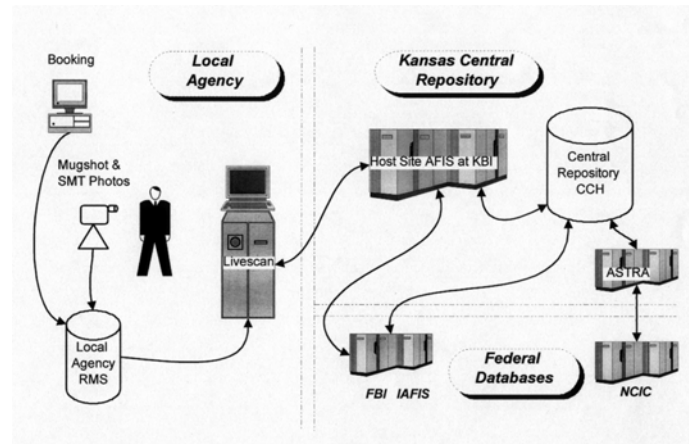 Booking
Local
Agency
Mugshot &
SMT Photos
Livescan
Local
Agency
RMS
Kansas Central
Repository
Host Site AFIS at KBI
Central
Repository
CCH
ASTRA
FBI IAFIS
Federal
Databases
NCIC